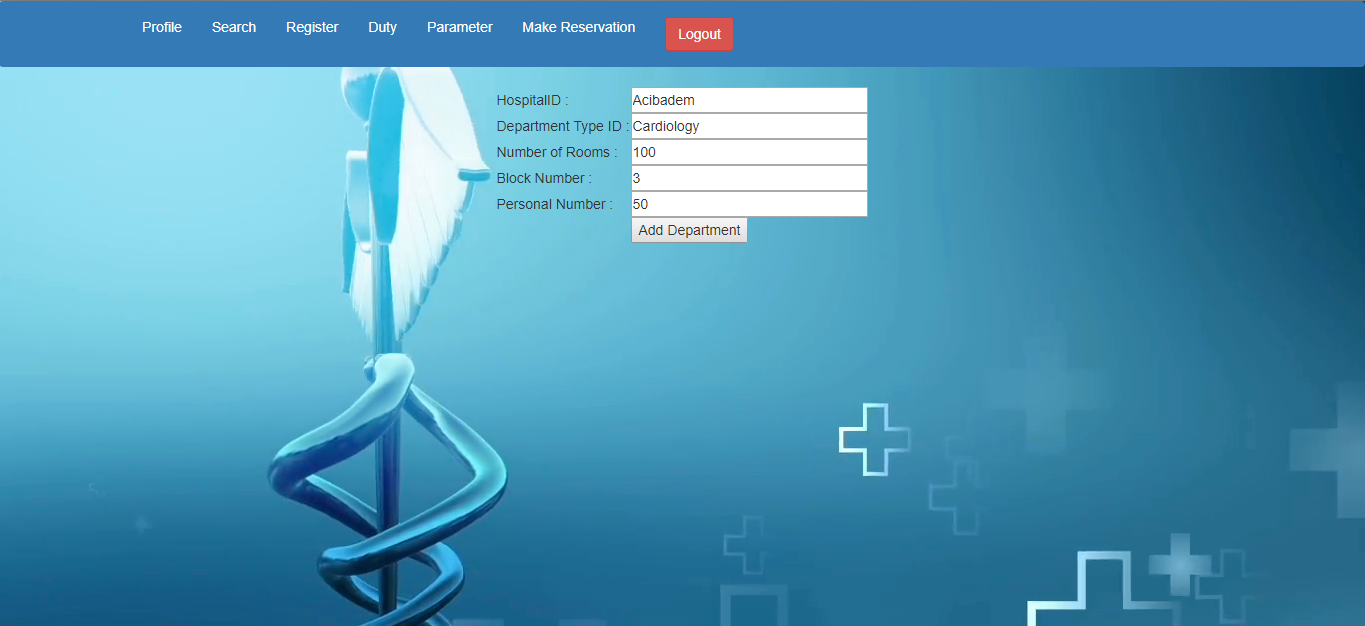 Profile Search Register Duty Parameter Make Reservation Logout
HospitalID : Acibadem
Department Type ID : Cardiology
Number of Rooms : 100
Block Number : 3
Personal Number : 50
Add Department